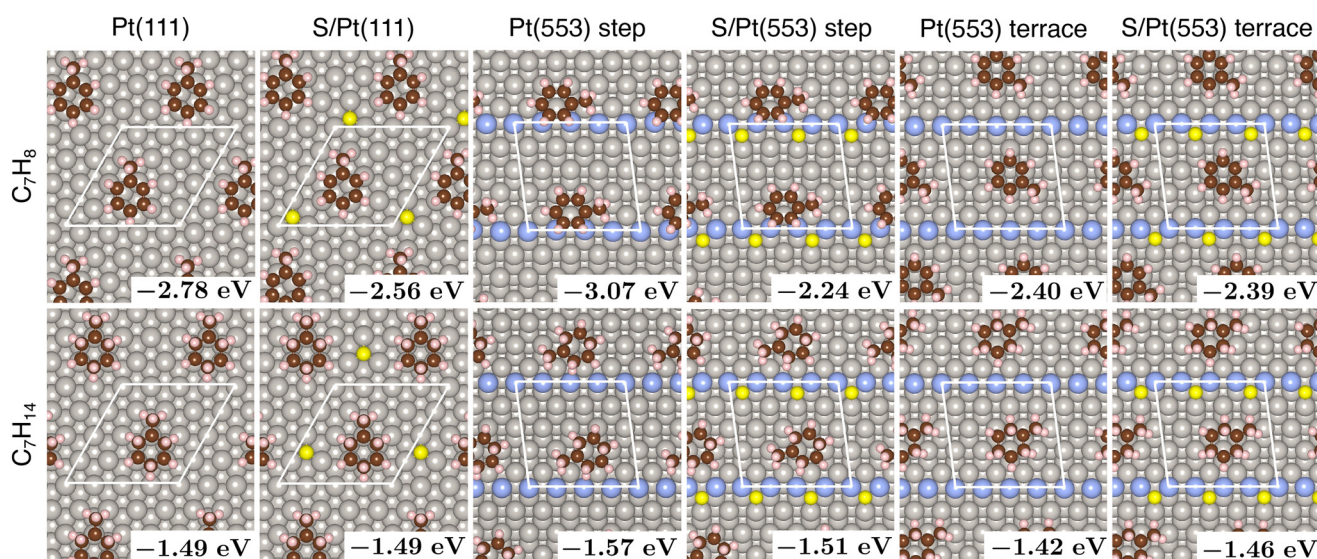 Pt(111) S/Pt(111) Pt(553) step S/Pt(553) step Pt(553) terrace S/Pt(553) terrace
C₇H₈
−2.78 eV −2.56 eV −3.07 eV −2.24 eV −2.40 eV −2.39 eV
C₇H₁₄
−1.49 eV −1.49 eV −1.57 eV −1.51 eV −1.42 eV −1.46 eV